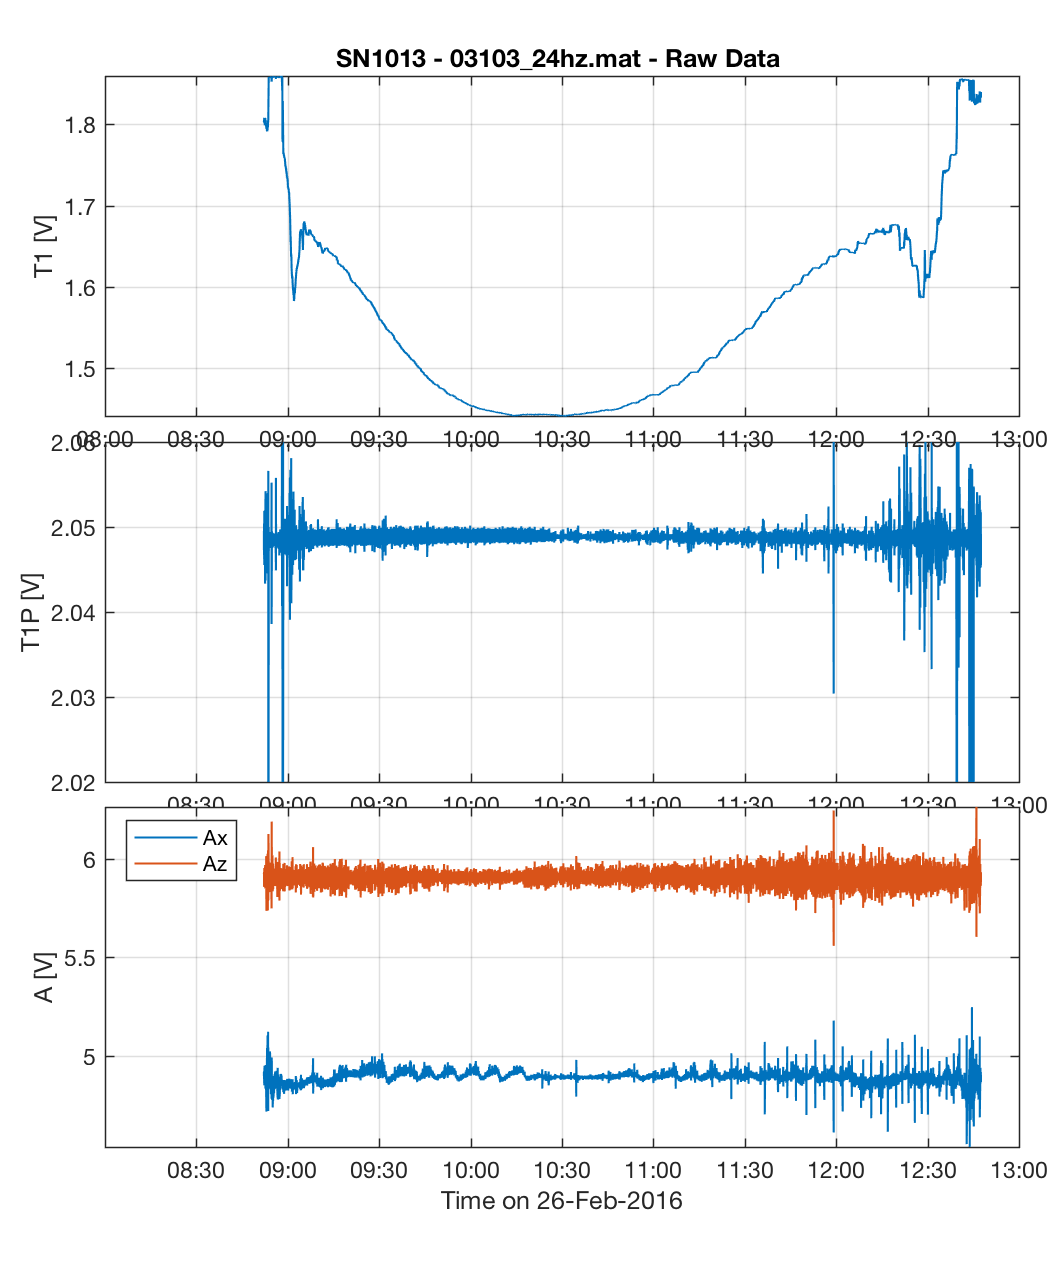 SN1013 - 03103_24hz.mat - Raw Data
T1 [V]
1.8
1.7
1.6
1.5
08:00 08:30 09:00 09:30 10:00 10:30 11:00 11:30 12:00 12:30 13:00
T1P [V]
2.06
2.05
2.04
2.03
2.02
08:30 09:00 09:30 10:00 10:30 11:00 11:30 12:00 12:30 13:00
Ax
Az
A [V]
6
5.5
5
08:30 09:00 09:30 10:00 10:30 11:00 11:30 12:00 12:30 13:00
Time on 26-Feb-2016